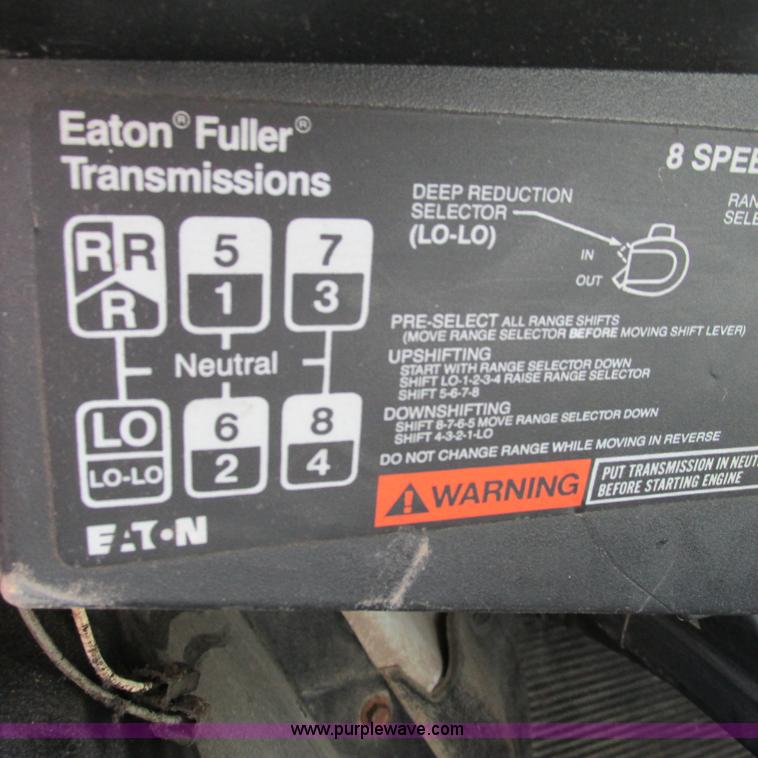 Eaton® Fuller®
Transmissions
8 SPEE
DEEP REDUCTION
SELECTOR
(LO-LO)
RAN
SELE
IN
OUT
R R
R
5
1
7
3
Neutral
LO
LO-LO
6
2
8
4
PRE-SELECT ALL RANGE SHIFTS
(MOVE RANGE SELECTOR BEFORE MOVING SHIFT LEVER)
UPSHIFTING
START WITH RANGE SELECTOR DOWN
SHIFT LO-1-2-3-4 RAISE RANGE SELECTOR
SHIFT 5-6-7-8
DOWNSHIFTING
SHIFT 8-7-6-5 MOVE RANGE SELECTOR DOWN
SHIFT 4-3-2-1-LO
DO NOT CHANGE RANGE WHILE MOVING IN REVERSE
WARNING
PUT TRANSMISSION IN NEUT
BEFORE STARTING ENGINE
EATON
www.purplewave.com